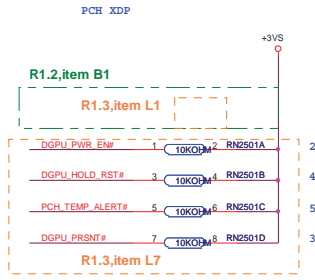 PCH XDP
+3VS
R1.2,item B1
R1.3,item L1
DGPU_PWR_EN# 1 10KOHM 2 RN2501A 2
DGPU_HOLD_RST# 3 10KOHM 4 RN2501B 4
PCH_TEMP_ALERT# 5 10KOHM 6 RN2501C 5
DGPU_PRSNT# 7 10KOHM 8 RN2501D 3
R1.3,item L7